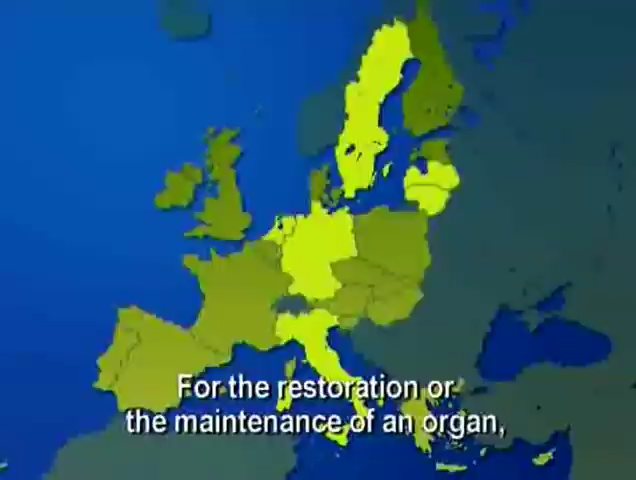 For the restoration or
the maintenance of an organ,